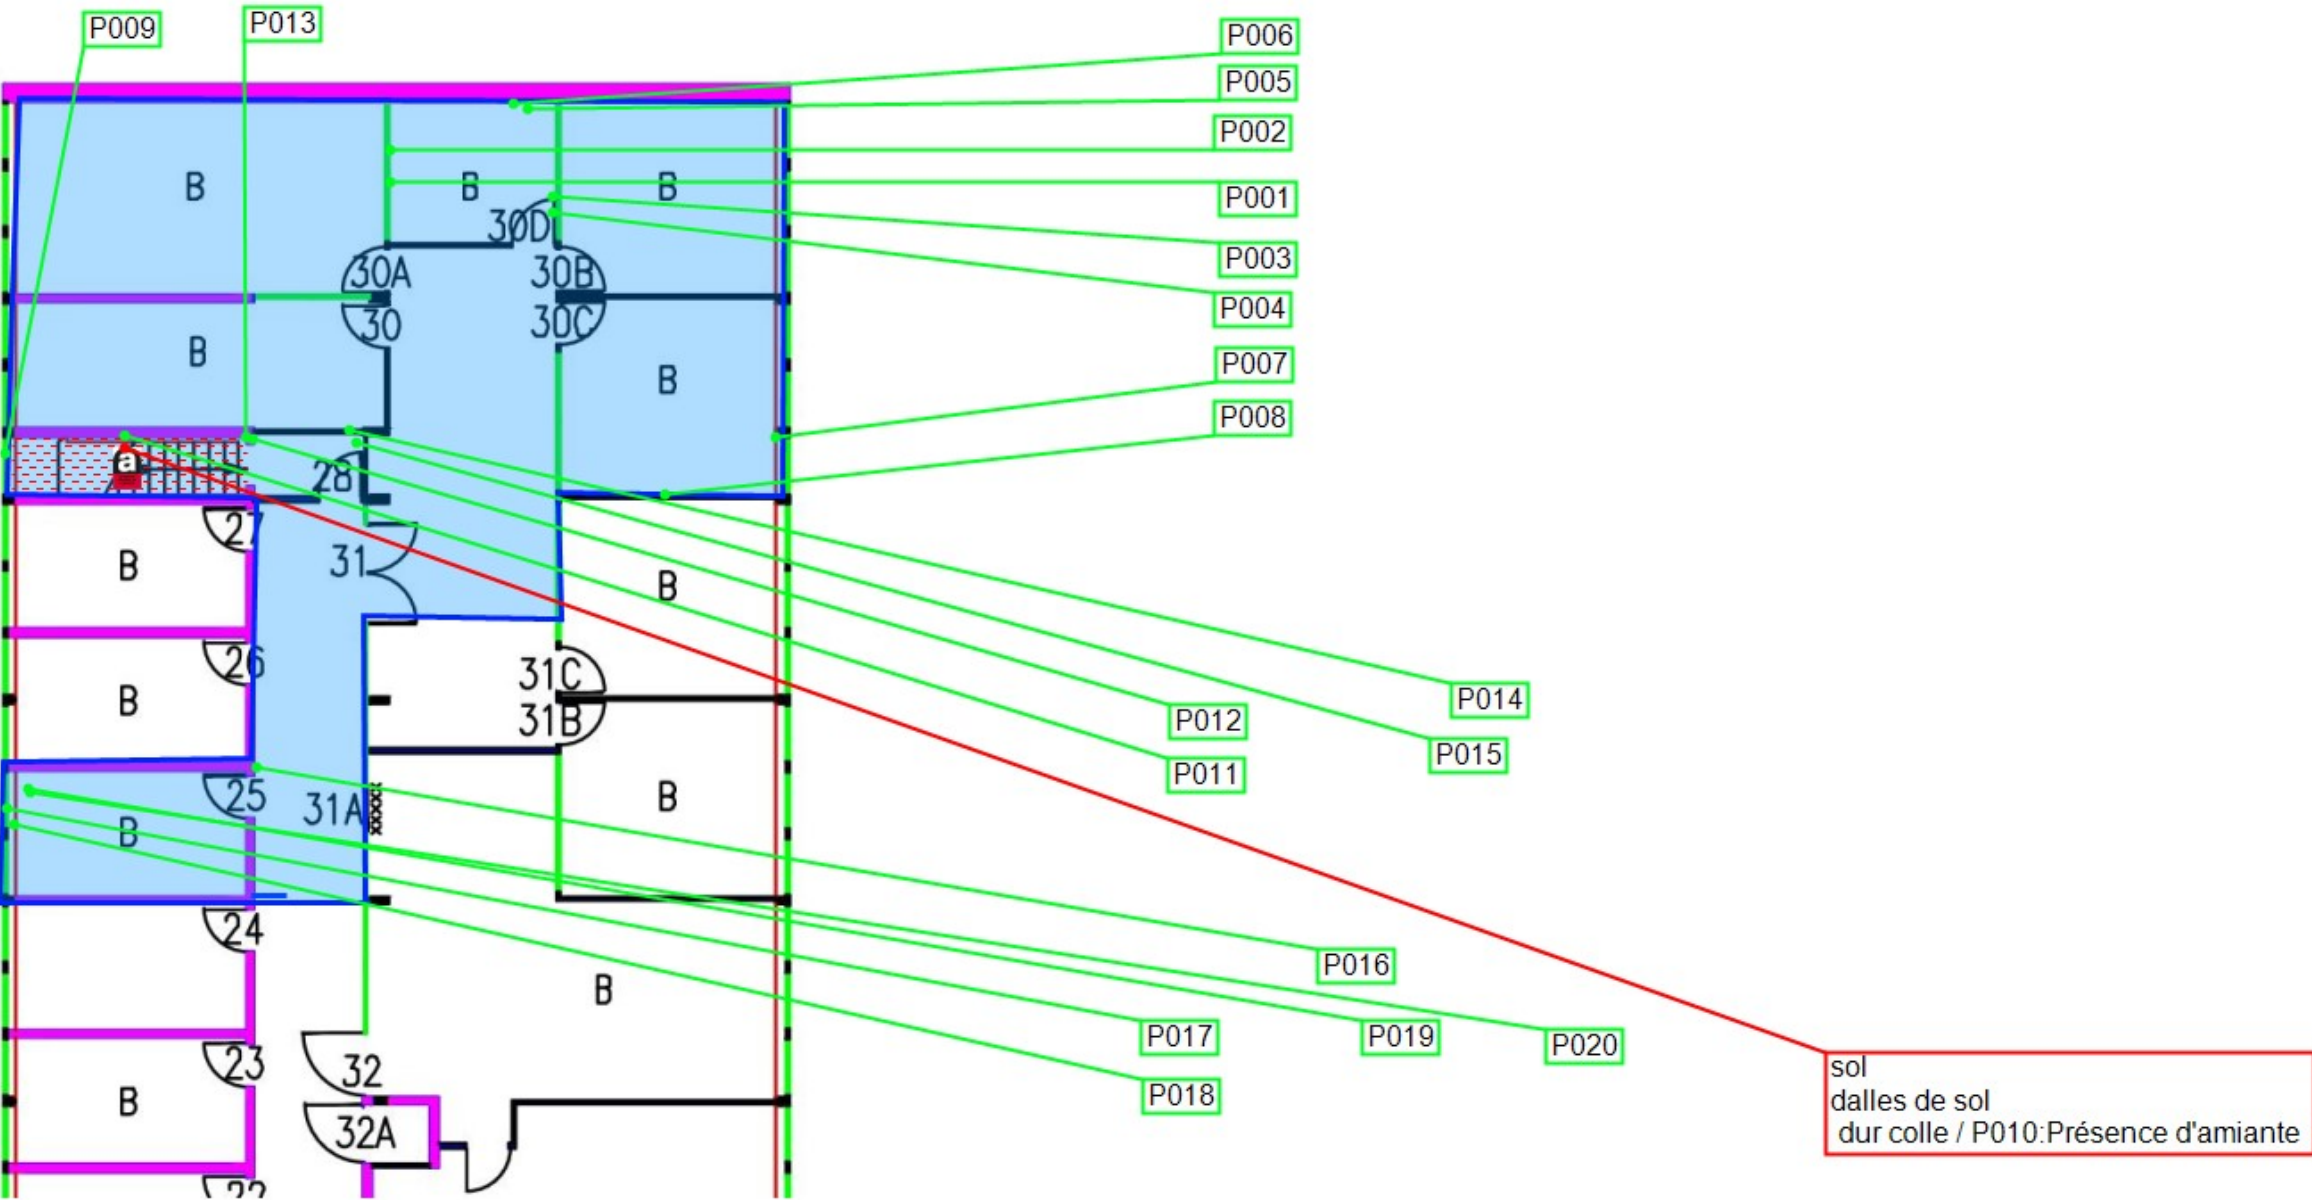 P009
P013
P006
P005
P002
B
B
B
P001
30D
P003
30A
30B
P004
30
30C
B
B
P007
P008
a
28
27
31
B
B
26
31C
P014
B
31B
P012
P015
P011
25
31A
B
B
24
P016
B
P017
P019
P020
23
32
B
P018
32A
sol
dalles de sol
dur colle / P010:Présence d'amiante